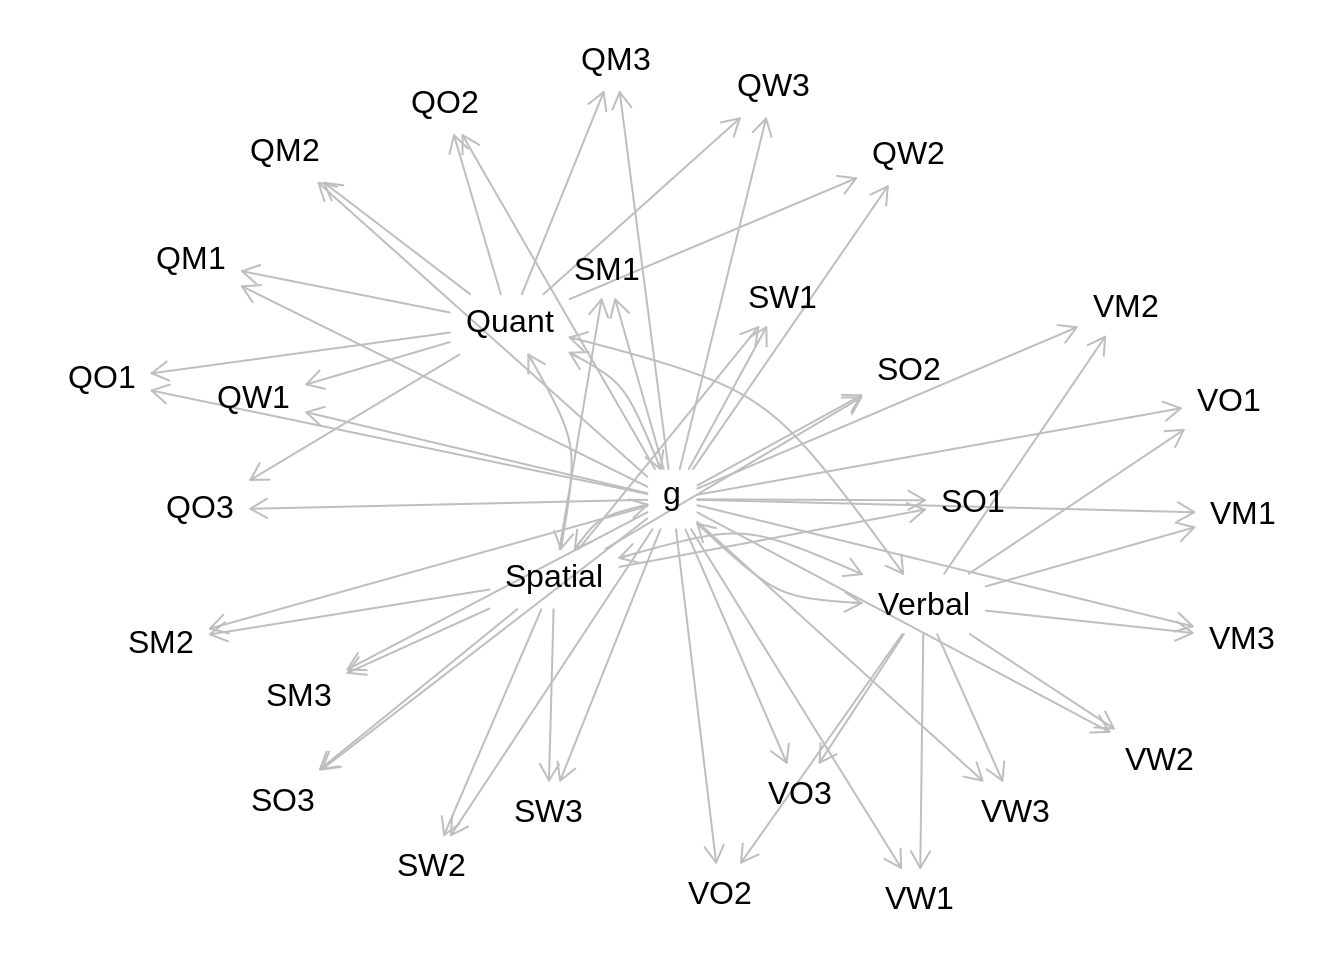 QM3
QW3
QO2
QM2
QW2
QM1
SM1
SW1
VM2
Quant
SO2
QO1
QW1
VO1
g
SO1
QO3
VM1
Spatial
Verbal
SM2
VM3
SM3
VW2
SO3
VO3
SW3
VW3
SW2
VO2
VW1